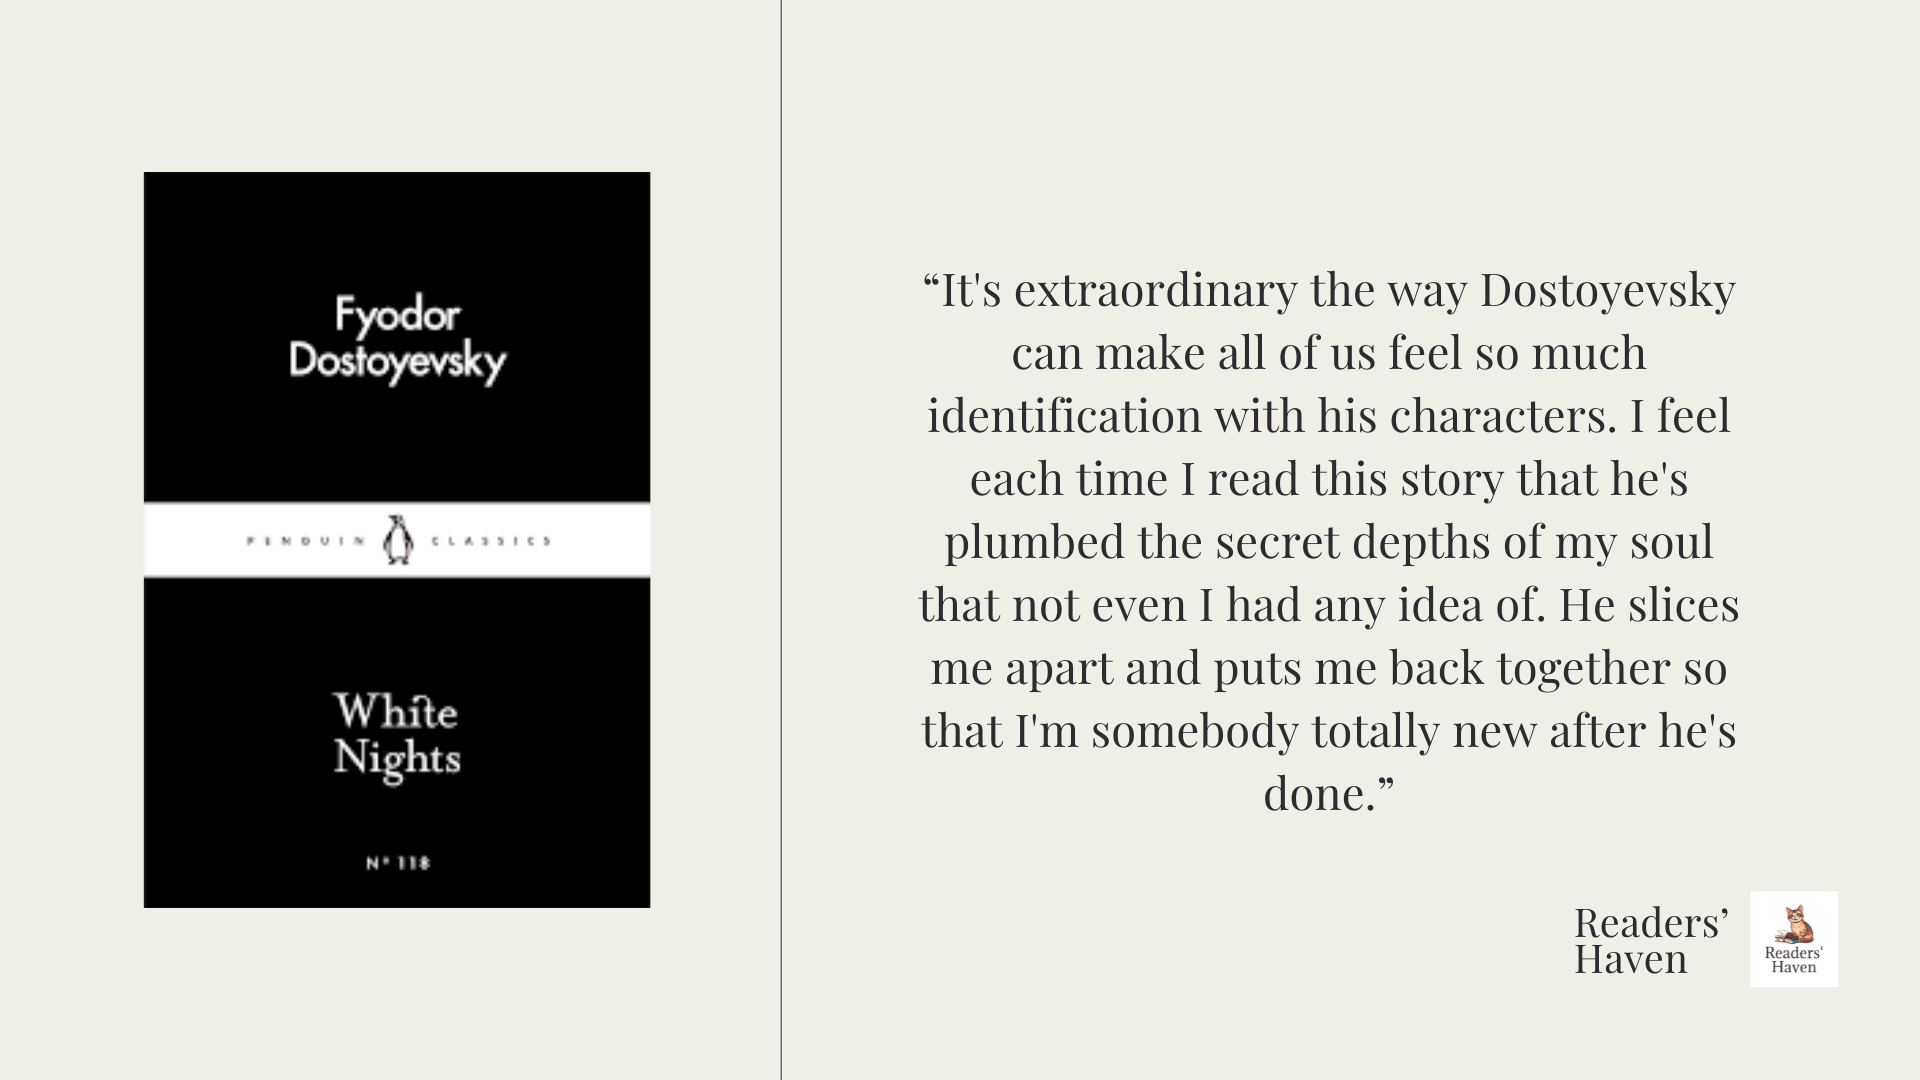 Fyodor
Dostoyevsky
PENGUIN CLASSICS
White
Nights
Nº 118
“It's extraordinary the way Dostoyevsky
can make all of us feel so much
identification with his characters. I feel
each time I read this story that he's
plumbed the secret depths of my soul
that not even I had any idea of. He slices
me apart and puts me back together so
that I'm somebody totally new after he's
done.”
Readers’
Haven
Readers'
Haven